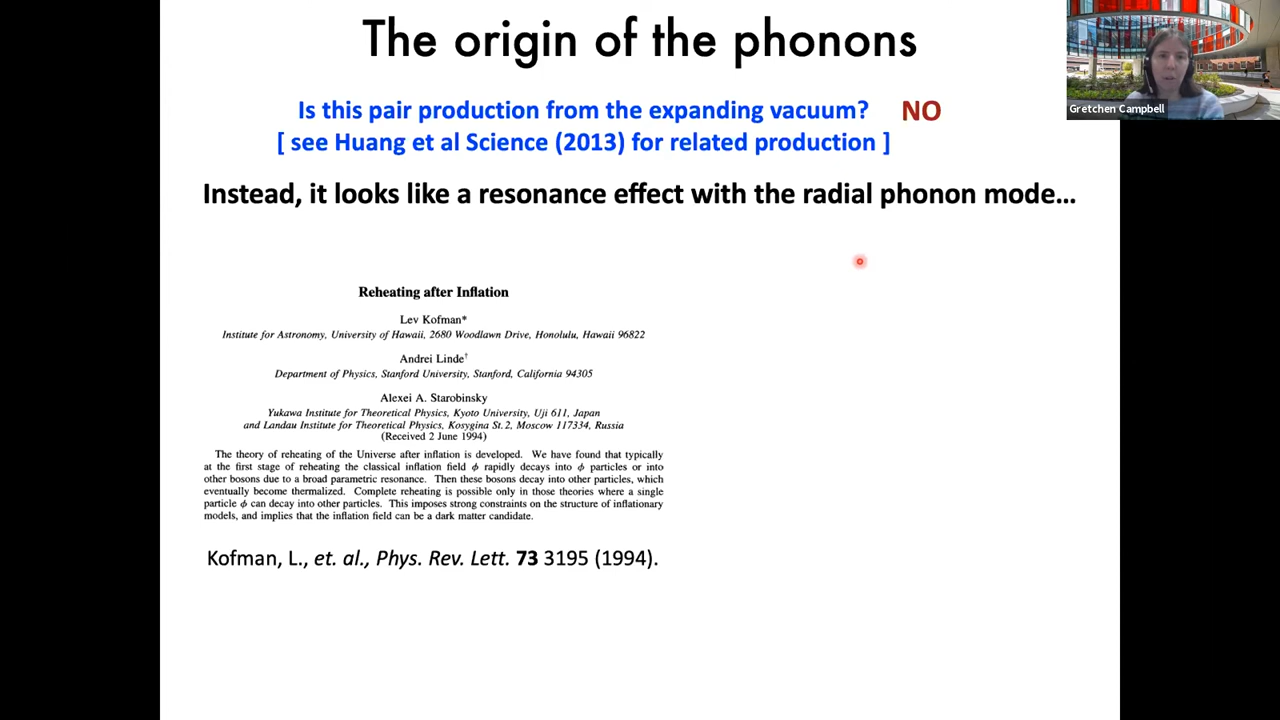 The origin of the phonons
Gretchen Campbell
Is this pair production from the expanding vacuum? NO
[ see Huang et al Science (2013) for related production ]
Instead, it looks like a resonance effect with the radial phonon mode...
Reheating after Inflation
Lev Kofman*
Institute for Astronomy, University of Hawaii, 2680 Woodlawn Drive, Honolulu, Hawaii 96822
Andrei Linde†
Department of Physics, Stanford University, Stanford, California 94305
Alexei A. Starobinsky
Yukawa Institute for Theoretical Physics, Kyoto University, Uji 611, Japan
and Landau Institute for Theoretical Physics, Kosygina St. 2, Moscow 117334, Russia
(Received 2 June 1994)
The theory of reheating of the Universe after inflation is developed. We have found that typically
at the first stage of reheating the classical inflation field ϕ rapidly decays into ϕ particles or into
other bosons due to a broad parametric resonance. Then these bosons decay into other particles, which
eventually become thermalized. Complete reheating is possible only in those theories where a single
particle ϕ can decay into other particles. This imposes strong constraints on the structure of inflationary
models, and implies that the inflation field can be a dark matter candidate.
Kofman, L., et. al., Phys. Rev. Lett. 73 3195 (1994).